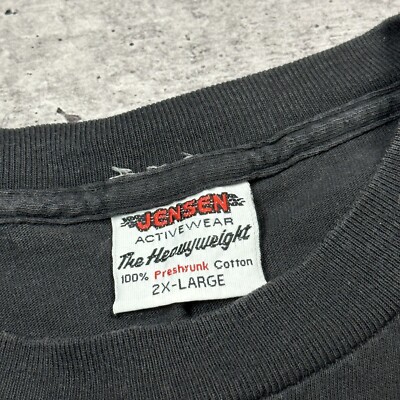 JENSEN
ACTIVEWEAR
The Heavyweight
100% Preshrunk Cotton
2X-LARGE